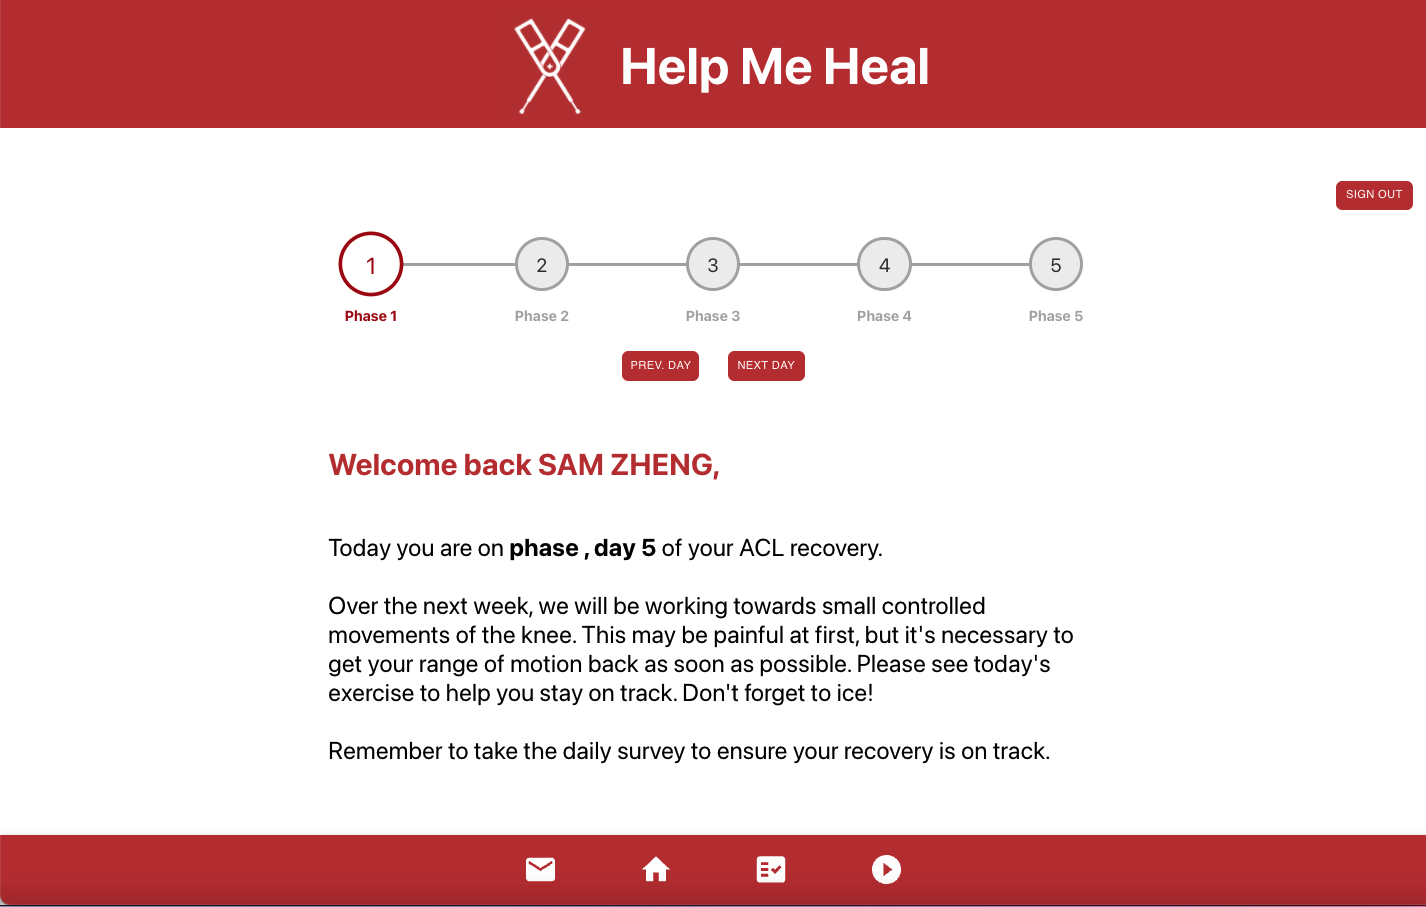 Help Me Heal
SIGN OUT
1 2 3 4 5
Phase 1 Phase 2 Phase 3 Phase 4 Phase 5
PREV. DAY NEXT DAY
Welcome back SAM ZHENG,
Today you are on phase , day 5 of your ACL recovery.
Over the next week, we will be working towards small controlled
movements of the knee. This may be painful at first, but it's necessary to
get your range of motion back as soon as possible. Please see today's
exercise to help you stay on track. Don't forget to ice!
Remember to take the daily survey to ensure your recovery is on track.